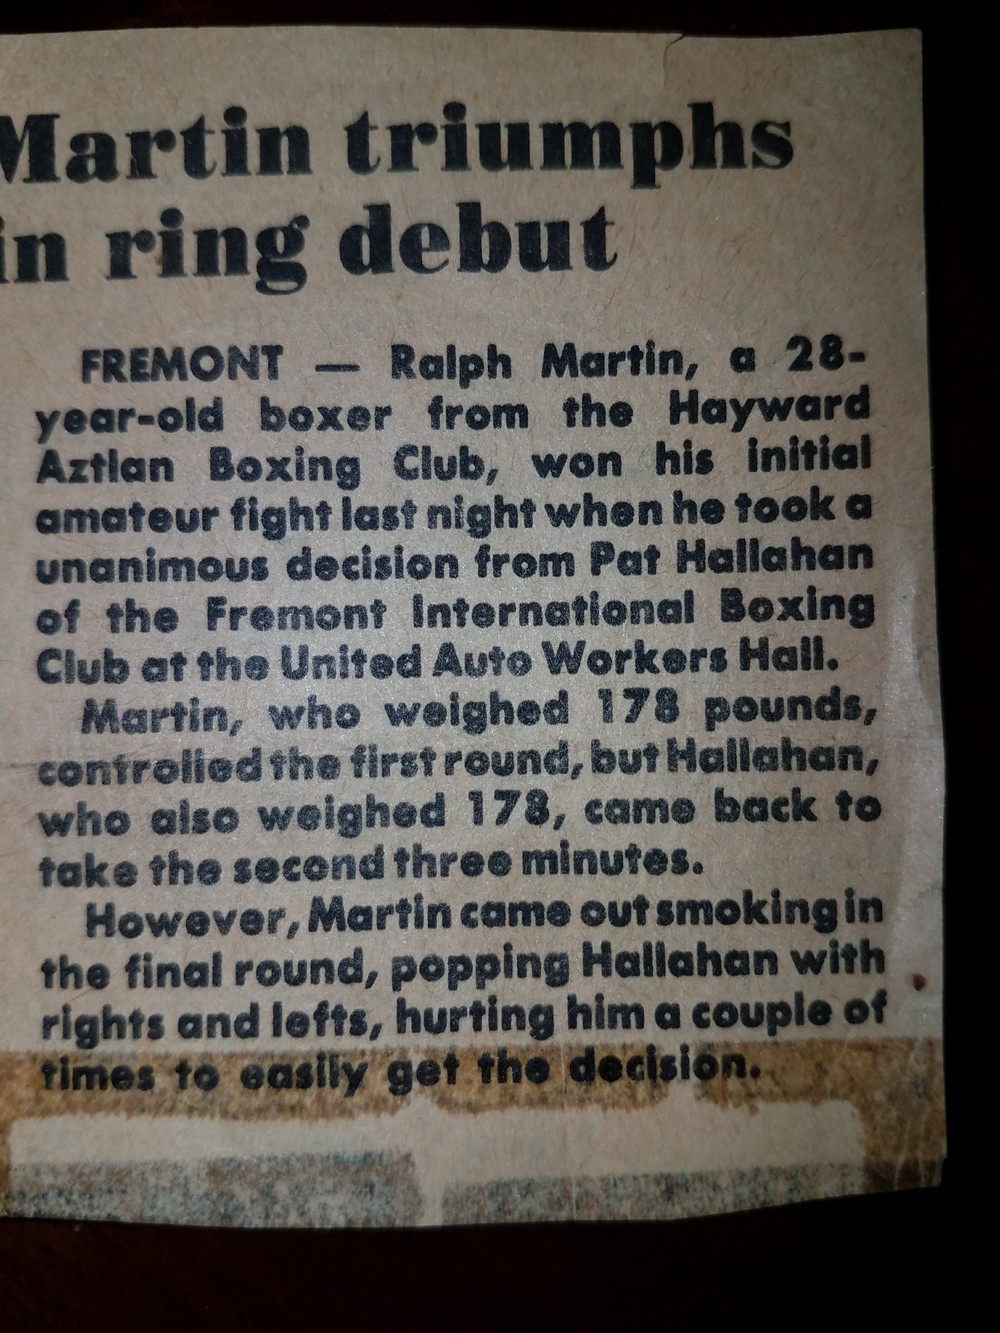 Martin triumphs
in ring debut
FREMONT — Ralph Martin, a 28-
year-old boxer from the Hayward
Aztlan Boxing Club, won his initial
amateur fight last night when he took a
unanimous decision from Pat Hallahan
of the Fremont International Boxing
Club at the United Auto Workers Hall.
Martin, who weighed 178 pounds,
controlled the first round, but Hallahan,
who also weighed 178, came back to
take the second three minutes.
However, Martin came out smoking in
the final round, popping Hallahan with
rights and lefts, hurting him a couple of
times to easily get the decision.